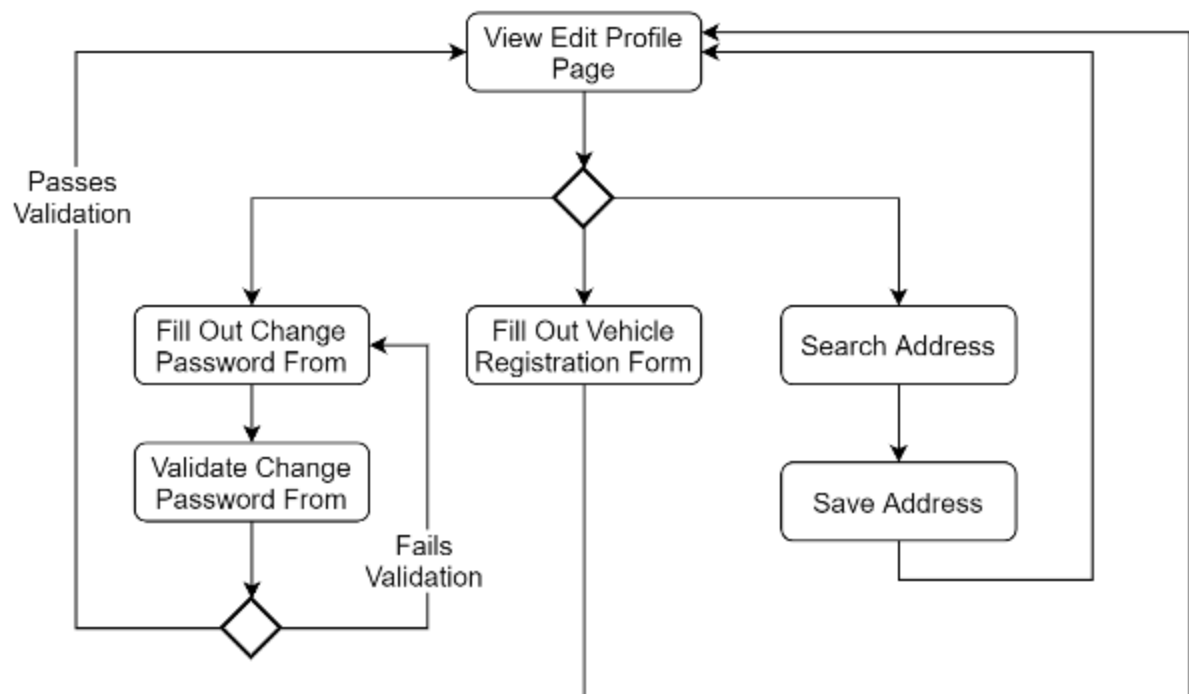 View Edit Profile
Page
Passes
Validation
Fill Out Change
Password From
Fill Out Vehicle
Registration Form
Search Address
Validate Change
Password From
Save Address
Fails
Validation